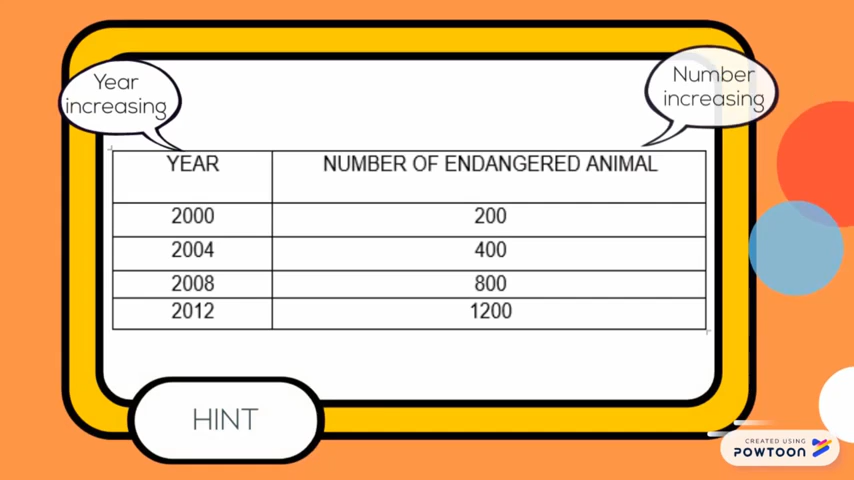 Year
increasing
Number
increasing
YEAR NUMBER OF ENDANGERED ANIMAL
2000 200
2004 400
2008 800
2012 1200
HINT
CREATED USING
POWTOON